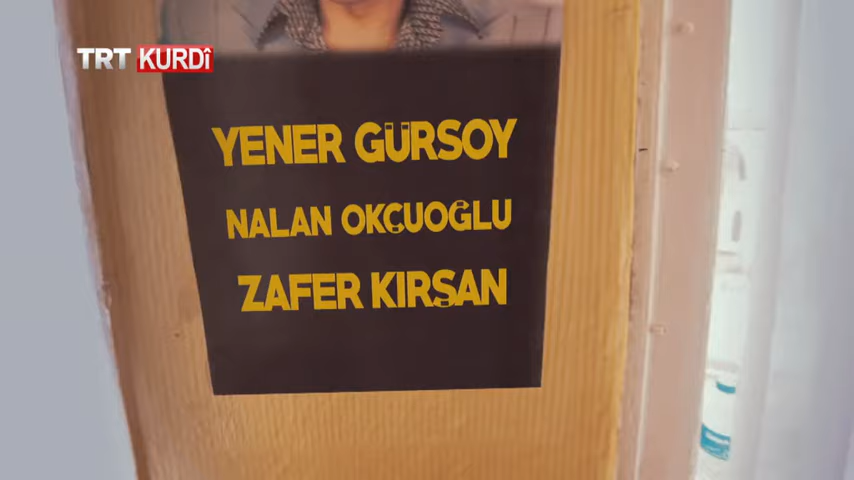 TRT KURDÎ
YENER GÜRSOY
NALAN OKÇUOĞLU
ZAFER KIRŞAN